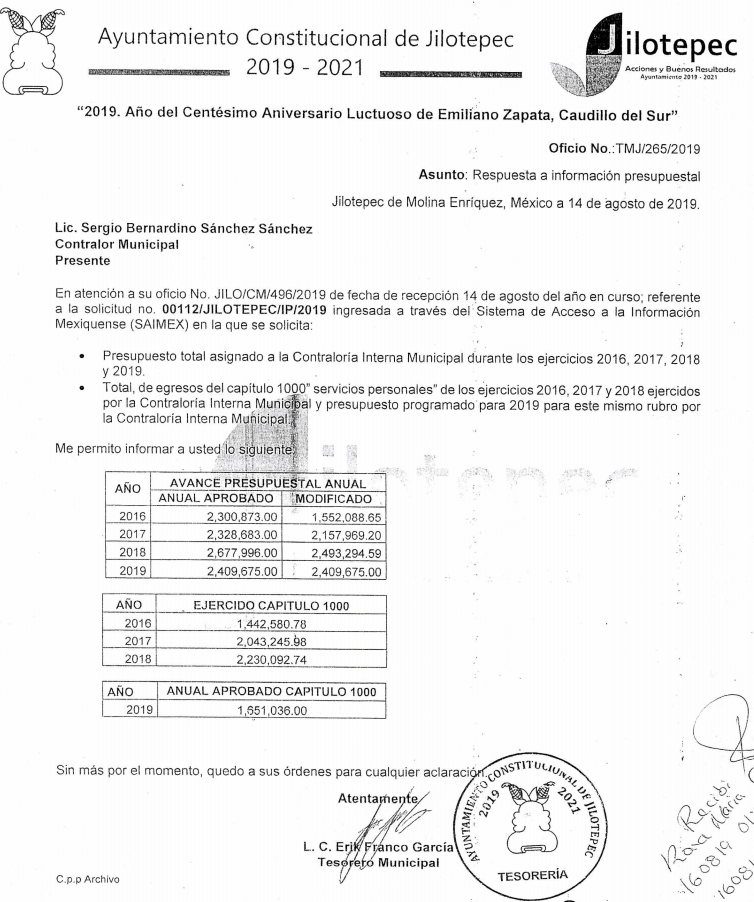 Ayuntamiento Constitucional de Jilotepec
2019 - 2021
Jilotepec
Acciones y Buenos Resultados
Ayuntamiento 2019 - 2021
“2019. Año del Centésimo Aniversario Luctuoso de Emiliano Zapata, Caudillo del Sur”
Oficio No.:TMJ/265/2019
Asunto: Respuesta a información presupuestal
Jilotepec de Molina Enríquez, México a 14 de agosto de 2019.
Lic. Sergio Bernardino Sánchez Sánchez
Contralor Municipal
Presente
En atención a su oficio No. JILO/CM/496/2019 de fecha de recepción 14 de agosto del año en curso; referente
a la solicitud no. 00112/JILOTEPEC/IP/2019 ingresada a través del Sistema de Acceso a la Información
Mexiquense (SAIMEX) en la que se solicita:
• Presupuesto total asignado a la Contraloría Interna Municipal durante los ejercicios 2016, 2017, 2018
y 2019.
• Total, de egresos del capítulo 1000” servicios personales” de los ejercicios 2016, 2017 y 2018 ejercidos
por la Contraloría Interna Municipal y presupuesto programado para 2019 para este mismo rubro por
la Contraloría Interna Municipal.
Me permito informar a usted lo siguiente:
Jilotepec
AÑO AVANCE PRESUPUESTAL ANUAL
ANUAL APROBADO MODIFICADO
2016 2,300,873.00 1,552,088.65
2017 2,328,683.00 2,157,969.20
2018 2,677,996.00 2,493,294.59
2019 2,409,675.00 2,409,675.00
AÑO EJERCIDO CAPITULO 1000
2016 1,442,580.78
2017 2,043,245.98
2018 2,230,092.74
AÑO ANUAL APROBADO CAPITULO 1000
2019 1,651,036.00
Sin más por el momento, quedo a sus órdenes para cualquier aclaración.
Atentamente
L. C. Erik Franco García
Tesorero Municipal
AYUNTAMIENTO CONSTITUCIONAL DE JILOTEPEC
2019 2021
TESORERÍA
Recibi
Rosa Maria
160819
C.p.p Archivo